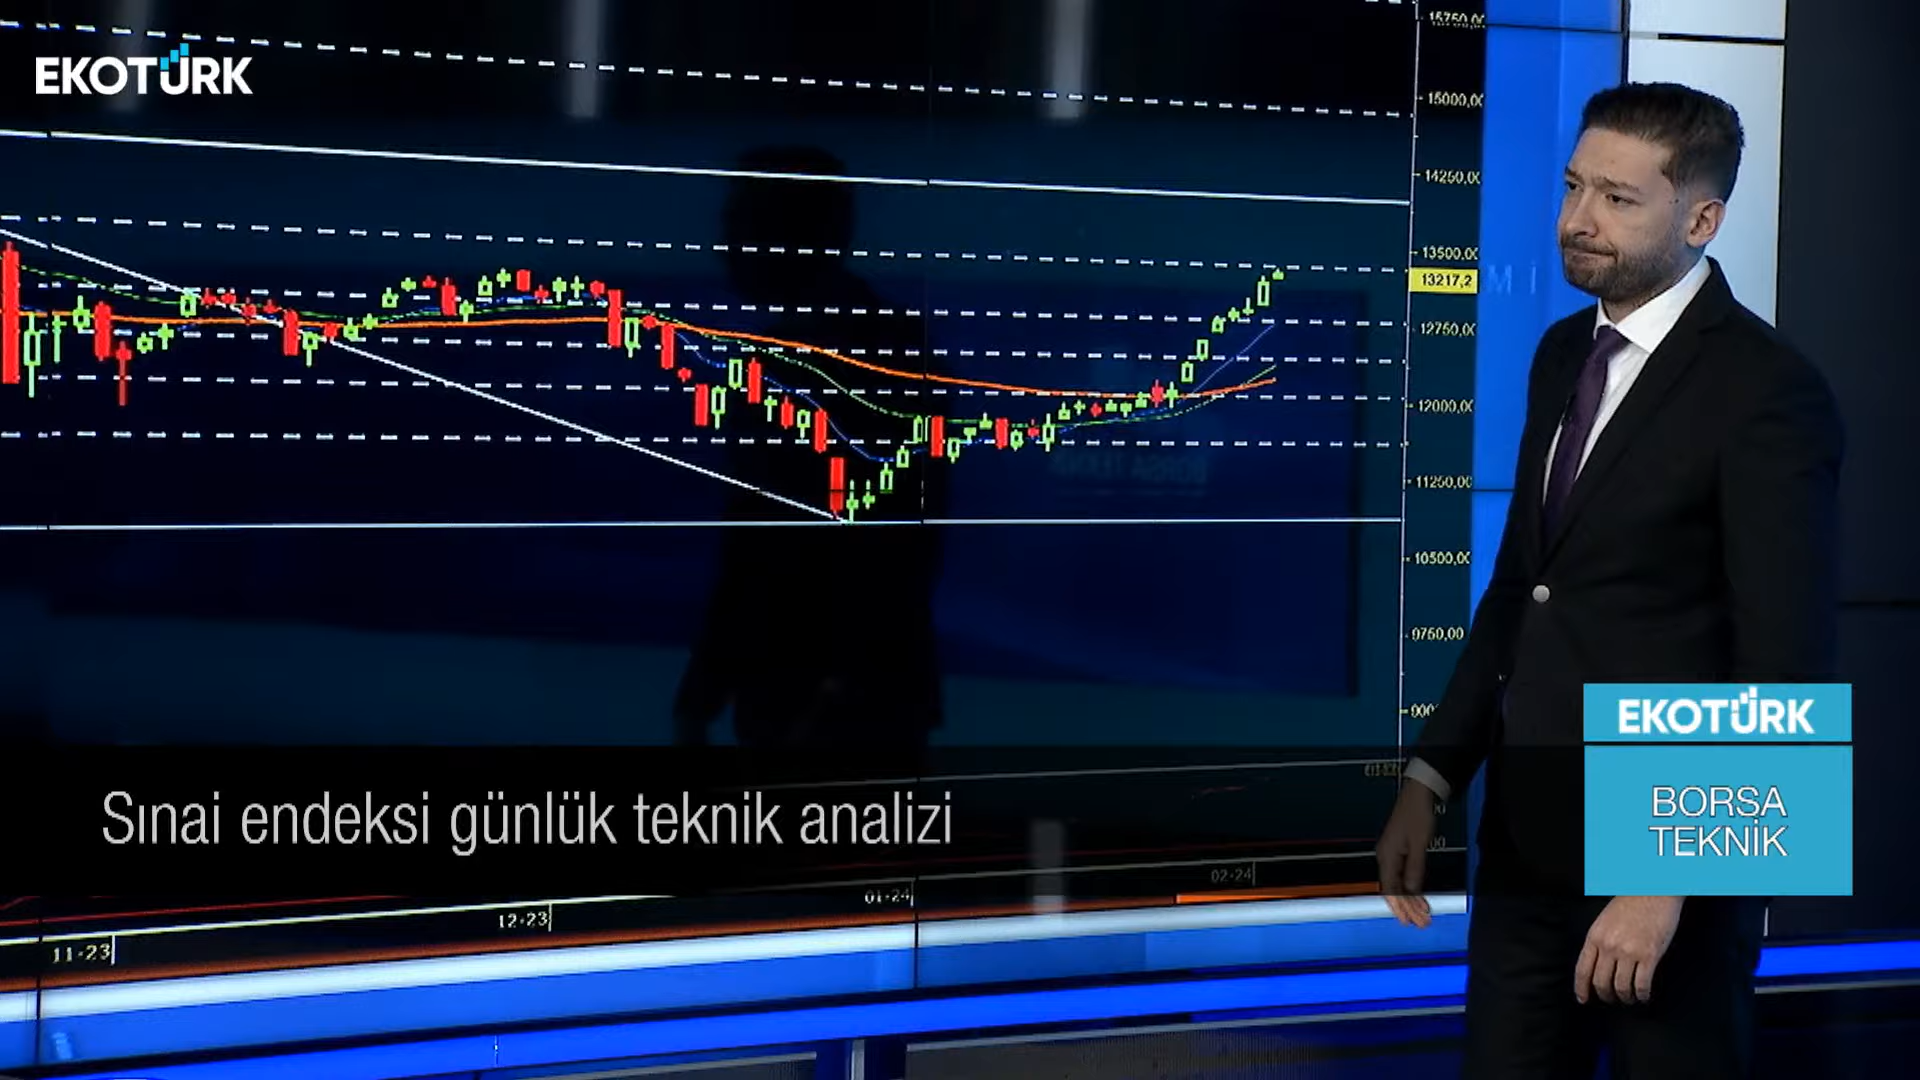 EKOTÜRK
15750,00
15000,00
14250,00
13500,00
13217,2
12750,00
12000,00
11250,00
10500,00
9750,00
EKOTÜRK
BORSA
TEKNİK
Sınai endeksi günlük teknik analizi
11-23
12-23
01-24
02-24